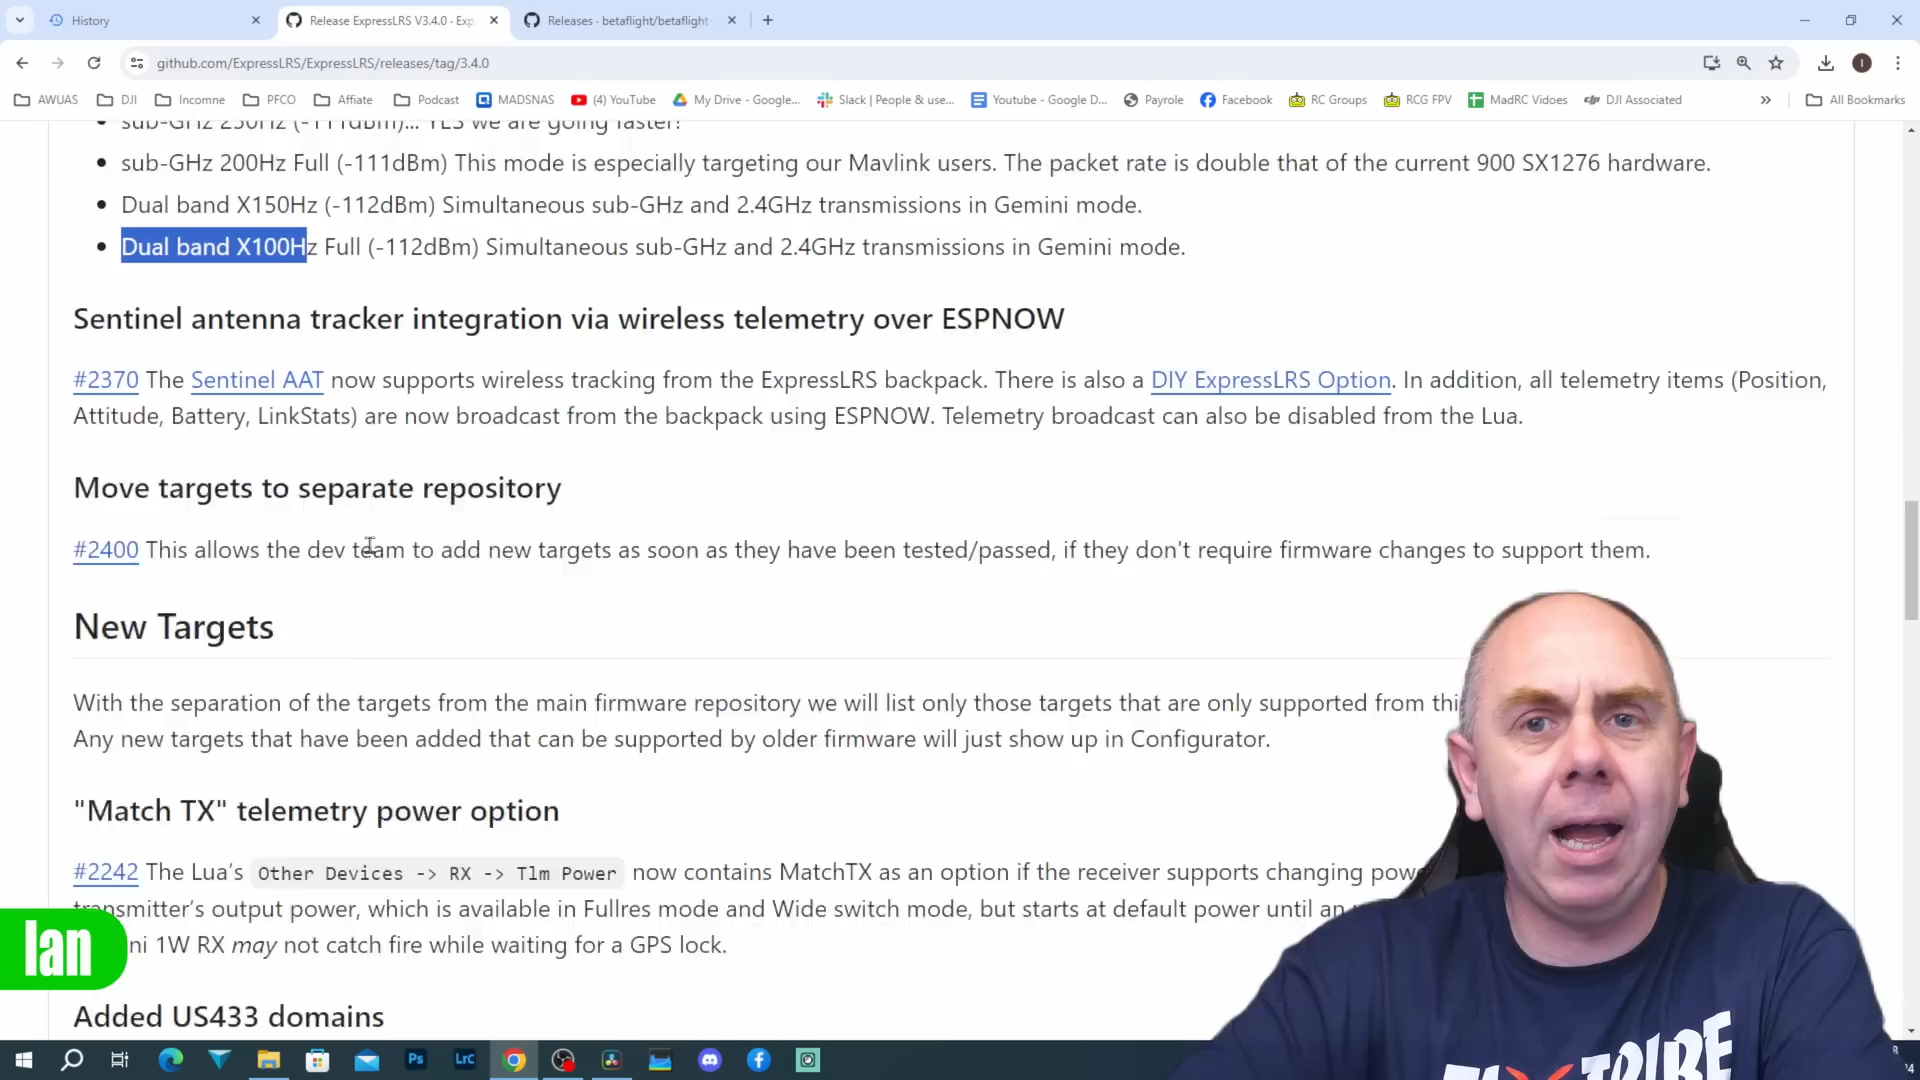 History
Release ExpressLRS V3.4.0 · Exp
Releases · betaflight/betaflight-
github.com/ExpressLRS/ExpressLRS/releases/tag/3.4.0
AWUAS
DJI
Incomne
PFCO
Affiate
Podcast
MADSNAS
(4) YouTube
My Drive - Google...
Slack | People & use...
Youtube - Google D...
Payrole
Facebook
RC Groups
RCG FPV
MadRC Vidoes
DJI Associated
All Bookmarks
sub-GHz 250Hz (-111dBm)... YES we are going faster!
sub-GHz 200Hz Full (-111dBm) This mode is especially targeting our Mavlink users. The packet rate is double that of the current 900 SX1276 hardware.
Dual band X150Hz (-112dBm) Simultaneous sub-GHz and 2.4GHz transmissions in Gemini mode.
Dual band X100Hz Full (-112dBm) Simultaneous sub-GHz and 2.4GHz transmissions in Gemini mode.
Sentinel antenna tracker integration via wireless telemetry over ESPNOW
#2370 The Sentinel AAT now supports wireless tracking from the ExpressLRS backpack. There is also a DIY ExpressLRS Option. In addition, all telemetry items (Position,
Attitude, Battery, LinkStats) are now broadcast from the backpack using ESPNOW. Telemetry broadcast can also be disabled from the Lua.
Move targets to separate repository
#2400 This allows the dev team to add new targets as soon as they have been tested/passed, if they don't require firmware changes to support them.
New Targets
With the separation of the targets from the main firmware repository we will list only those targets that are only supported from thi
Any new targets that have been added that can be supported by older firmware will just show up in Configurator.
"Match TX" telemetry power option
#2242 The Lua's Other Devices -> RX -> Tlm Power now contains MatchTX as an option if the receiver supports changing powe
transmitter's output power, which is available in Fullres mode and Wide switch mode, but starts at default power until an
ni 1W RX may not catch fire while waiting for a GPS lock.
Ian
Added US433 domains
Ps
Lrc
TRIBE